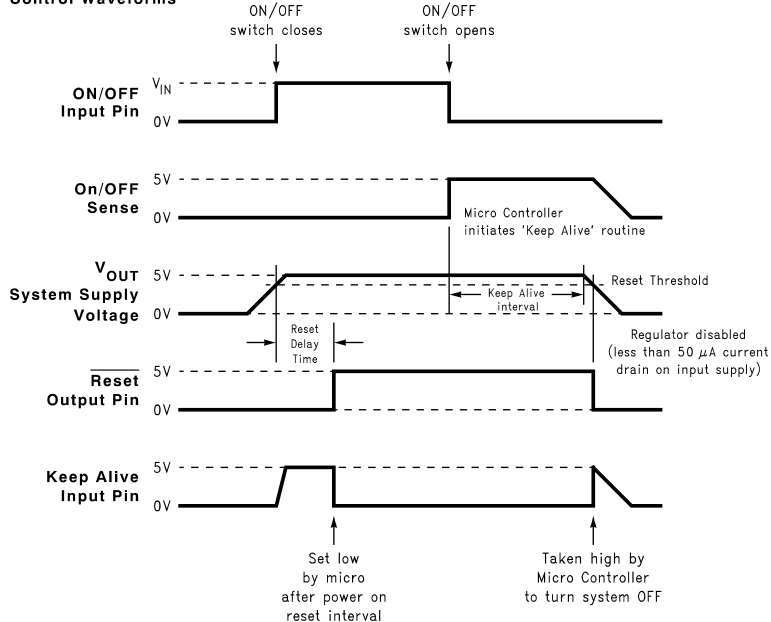 Control Waveforms
ON/OFF
switch closes
ON/OFF
switch opens
ON/OFF
Input Pin
VIN
0V
On/OFF
Sense
5V
0V
Micro Controller
initiates 'Keep Alive' routine
VOUT
System Supply
Voltage
5V
0V
Reset Threshold
Keep Alive
interval
Reset
Delay
Time
Regulator disabled
(less than 50 μA current
drain on input supply)
Reset
Output Pin
5V
0V
Keep Alive
Input Pin
5V
0V
Set low
by micro
after power on
reset interval
Taken high by
Micro Controller
to turn system OFF